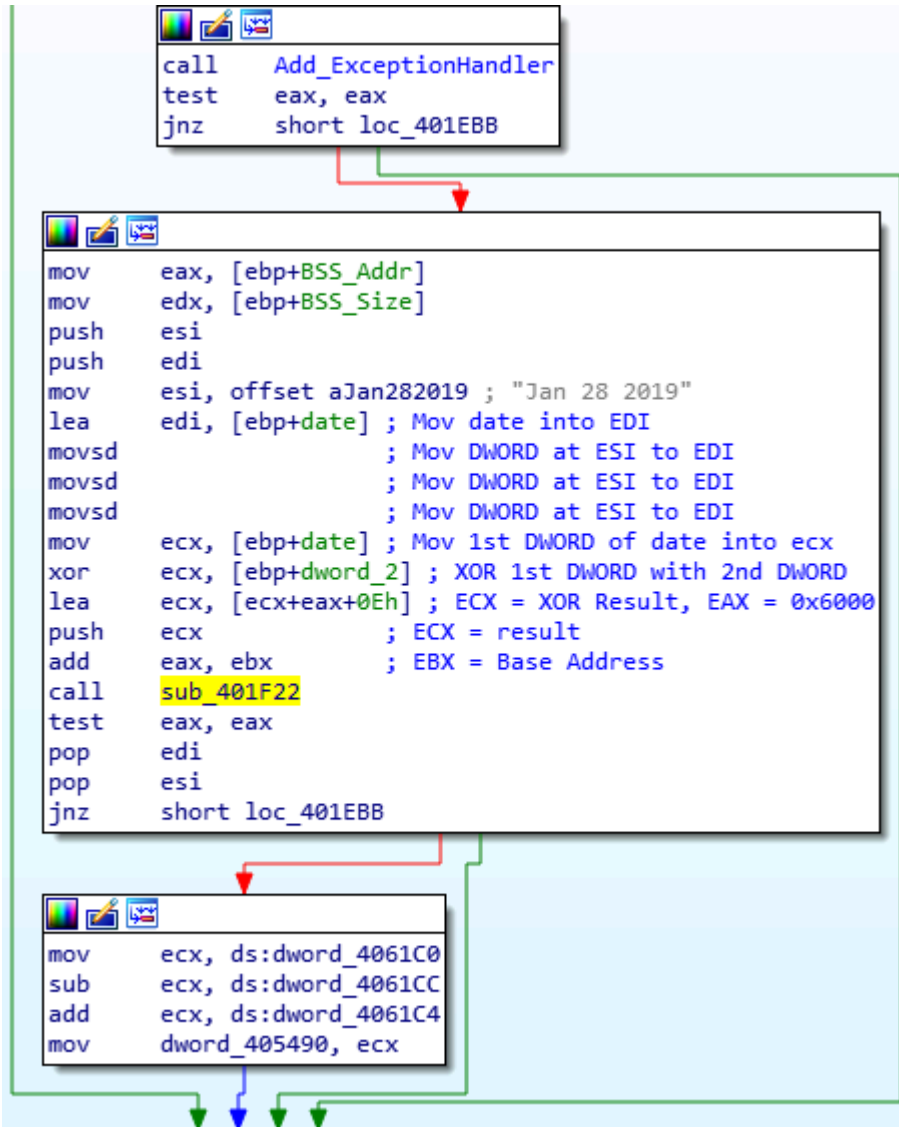 call Add_ExceptionHandler
test eax, eax
jnz short loc_401EBB
mov eax, [ebp+BSS_Addr]
mov edx, [ebp+BSS_Size]
push esi
push edi
mov esi, offset aJan282019 ; "Jan 28 2019"
lea edi, [ebp+date] ; Mov date into EDI
movsd ; Mov DWORD at ESI to EDI
movsd ; Mov DWORD at ESI to EDI
movsd ; Mov DWORD at ESI to EDI
mov ecx, [ebp+date] ; Mov 1st DWORD of date into ecx
xor ecx, [ebp+dword_2] ; XOR 1st DWORD with 2nd DWORD
lea ecx, [ecx+eax+0Eh] ; ECX = XOR Result, EAX = 0x6000
push ecx ; ECX = result
add eax, ebx ; EBX = Base Address
call sub_401F22
test eax, eax
pop edi
pop esi
jnz short loc_401EBB
mov ecx, ds:dword_4061C0
sub ecx, ds:dword_4061CC
add ecx, ds:dword_4061C4
mov dword_405490, ecx